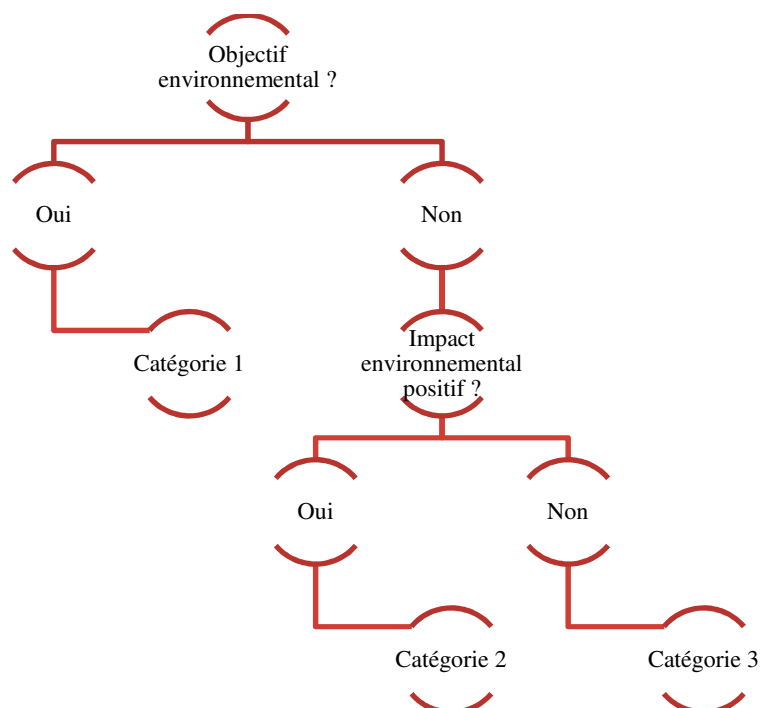 Objectif
environnemental ?
Oui
Non
Catégorie 1
Impact
environnemental
positif ?
Oui
Non
Catégorie 2
Catégorie 3